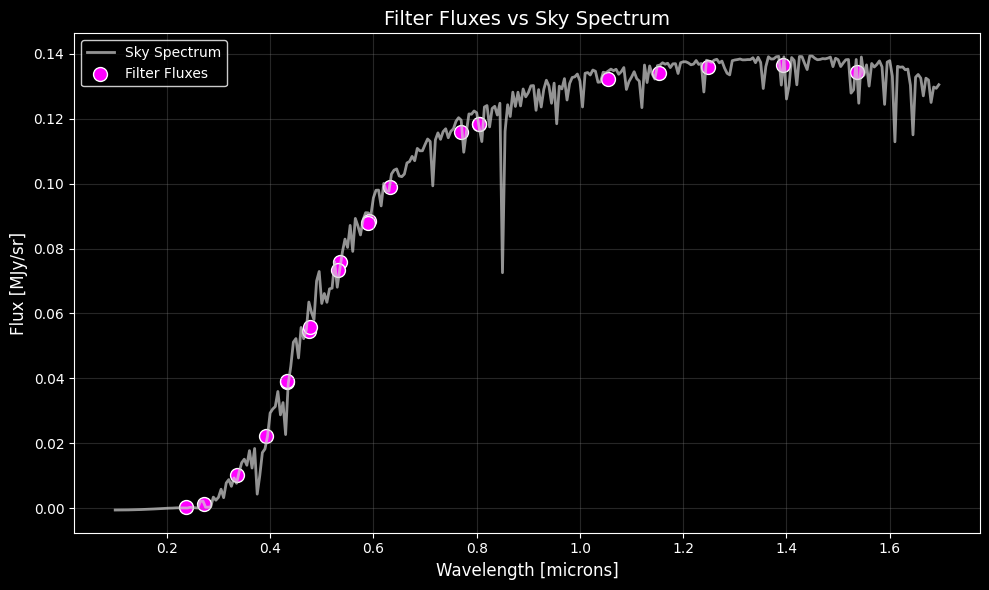 Filter Fluxes vs Sky Spectrum
Sky Spectrum
Filter Fluxes
Flux [MJy/sr]
0.14
0.12
0.10
0.08
0.06
0.04
0.02
0.00
0.2 0.4 0.6 0.8 1.0 1.2 1.4 1.6
Wavelength [microns]